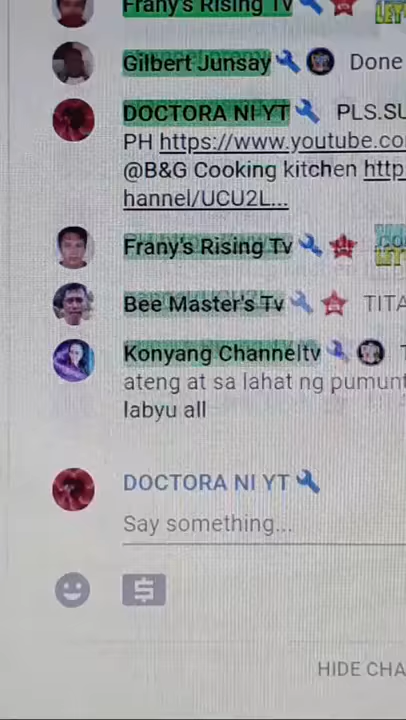 Frany's Rising Tv
Gilbert Junsay Done
DOCTORA NI YT PLS.SU
PH https://www.youtube.co
@B&G Cooking kitchen http
hannel/UCU2L...
Frany's Rising Tv
Bee Master's Tv TITA
Konyang Channeltv T
ateng at sa lahat ng pumunt
labyu all
DOCTORA NI YT
Say something...
$
HIDE CHA